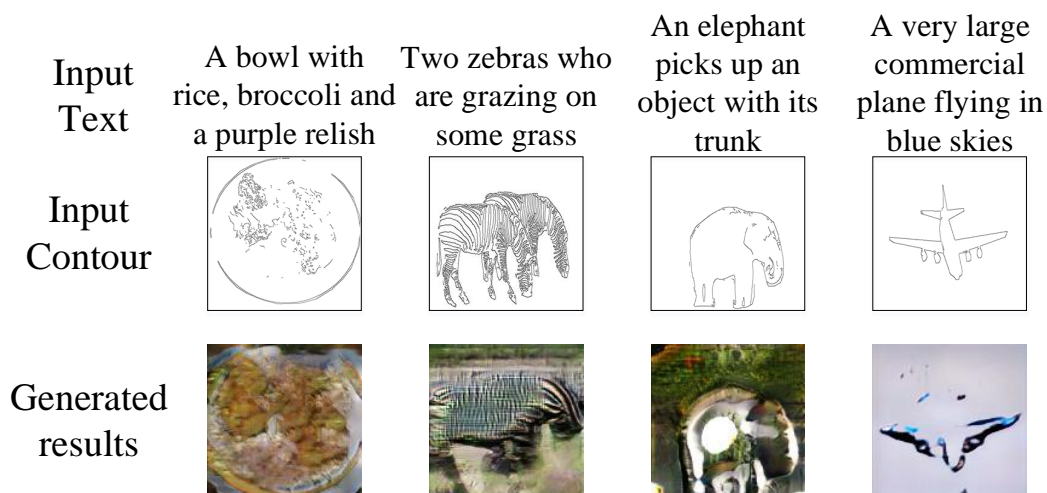 Input
Text
A bowl with
rice, broccoli and
a purple relish
Two zebras who
are grazing on
some grass
An elephant
picks up an
object with its
trunk
A very large
commercial
plane flying in
blue skies
Input
Contour
Generated
results